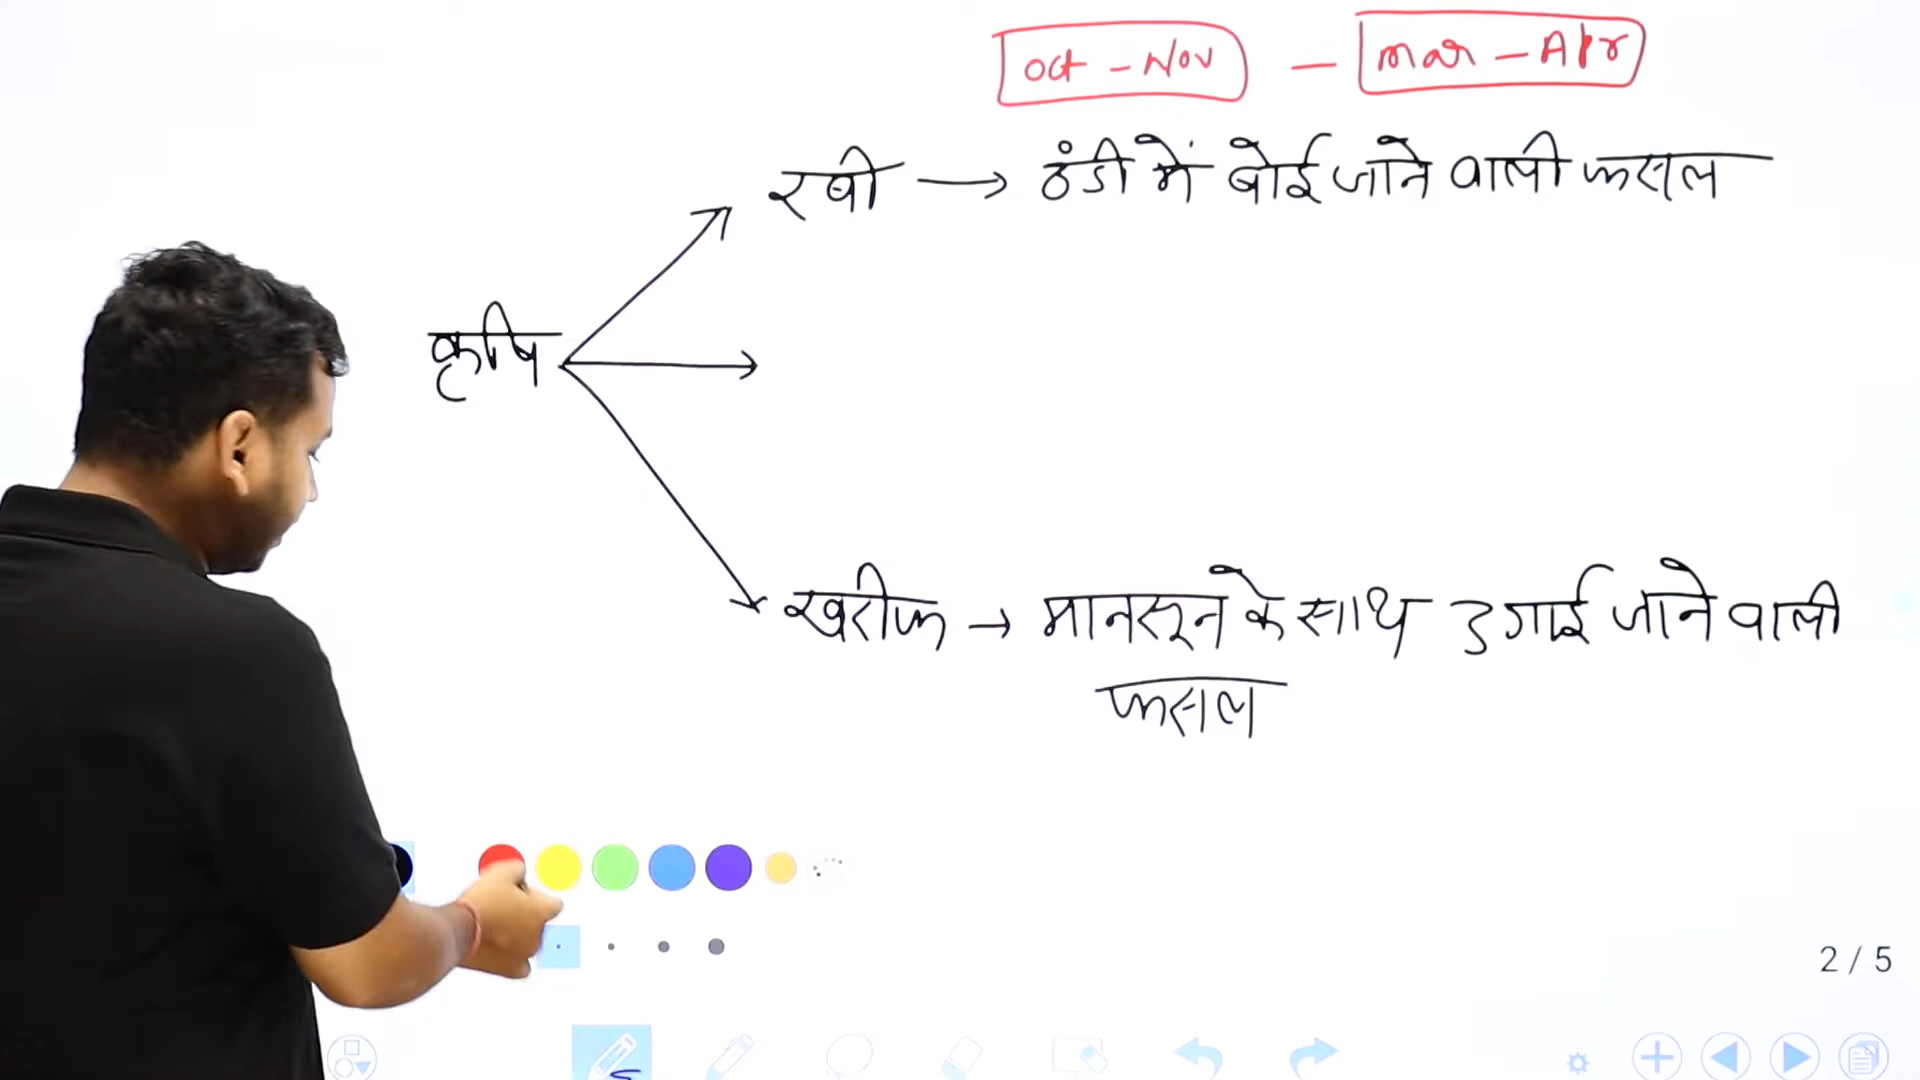 Oct - Nov - Mar - Apr
रबी → ठंडी में बोई जाने वाली फसल
कृषि
खरीफ → मानसून के साथ उगाई जाने वाली
फसल
2 / 5